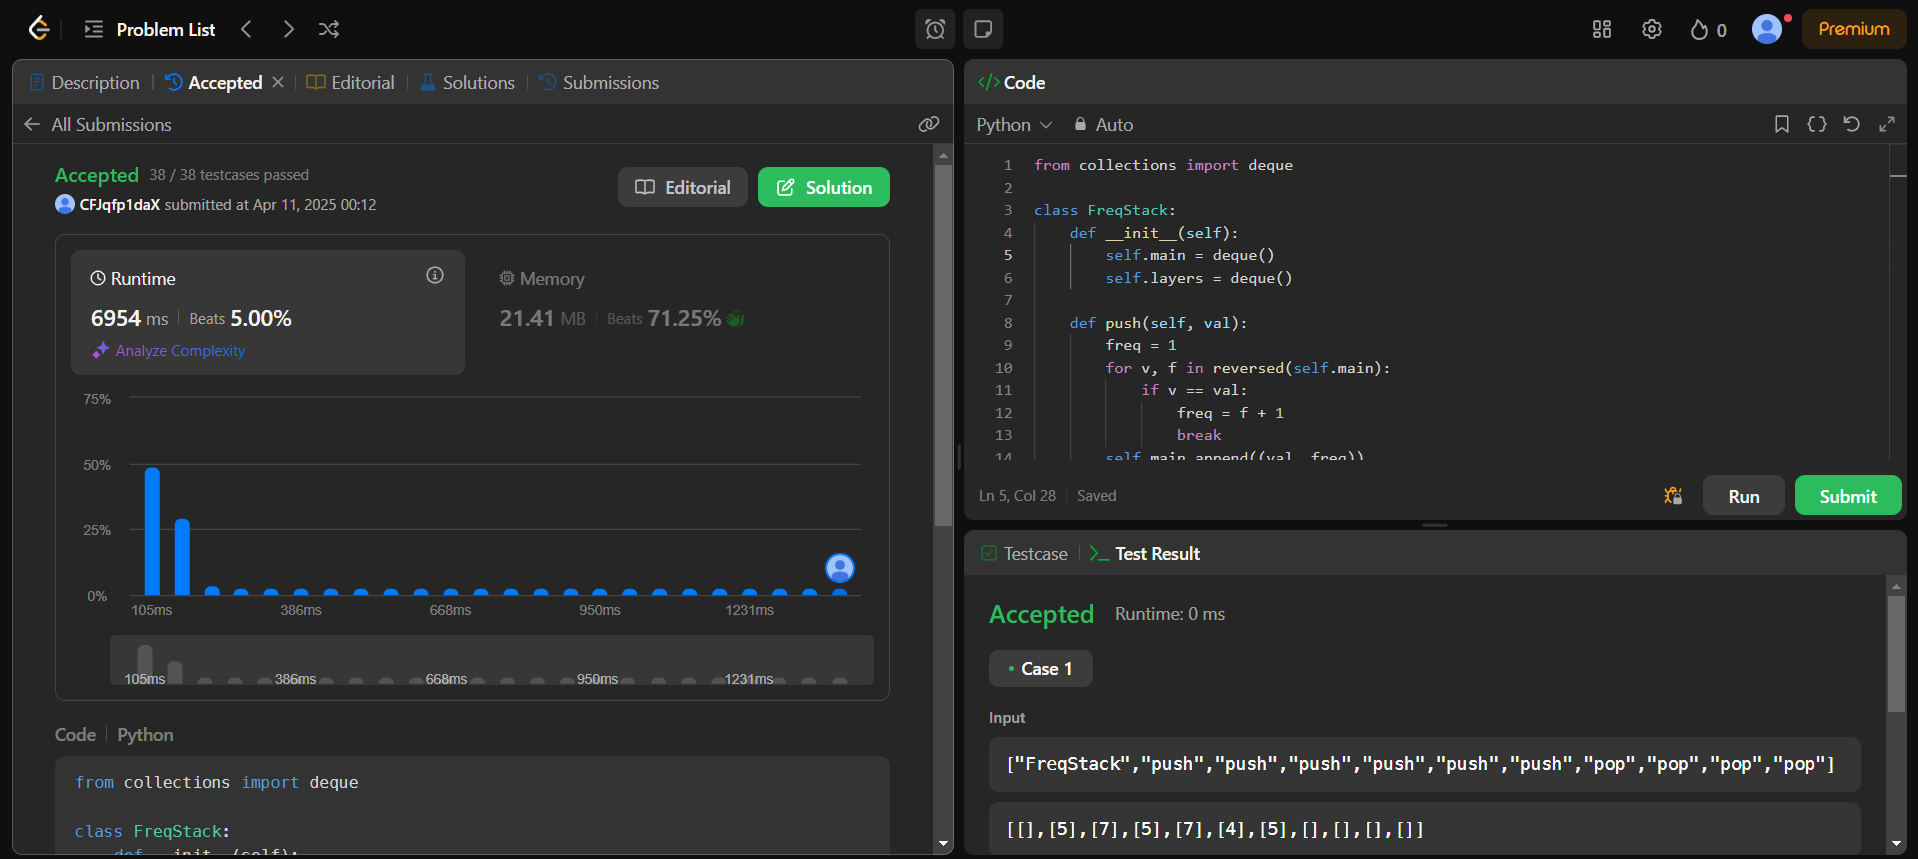 Problem List
0
Premium
Description
Accepted
Editorial
Solutions
Submissions
All Submissions
Accepted 38 / 38 testcases passed
CFJqfp1daX submitted at Apr 11, 2025 00:12
Editorial
Solution
Runtime
6954 ms Beats 5.00%
Analyze Complexity
Memory
21.41 MB Beats 71.25%
75%
50%
25%
0%
105ms 386ms 668ms 950ms 1231ms
105ms 386ms 668ms 950ms 1231ms
Code Python
from collections import deque
class FreqStack:
def __init__(self):
Code
Python
Auto
1 from collections import deque
2
3 class FreqStack:
4 def __init__(self):
5 self.main = deque()
6 self.layers = deque()
7
8 def push(self, val):
9 freq = 1
10 for v, f in reversed(self.main):
11 if v == val:
12 freq = f + 1
13 break
14 self.main.append((val, freq))
Ln 5, Col 28 Saved
Run
Submit
Testcase
Test Result
Accepted Runtime: 0 ms
• Case 1
Input
["FreqStack","push","push","push","push","push","push","pop","pop","pop","pop"]
[[],[5],[7],[5],[7],[4],[5],[],[],[],[]]